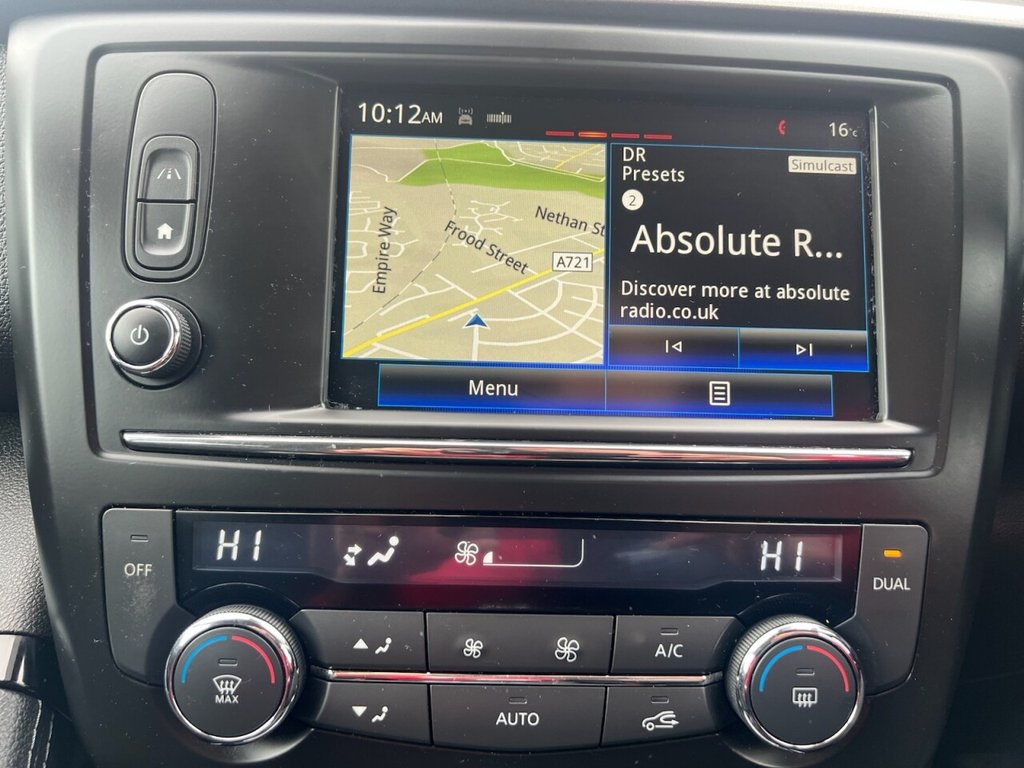 10:12AM
16°C
DR
Presets
Simulcast
2
Absolute R...
Discover more at absolute
radio.co.uk
Empire Way
Frood Street
Nethan St
A721
Menu
HI
HI
OFF
DUAL
MAX
A/C
AUTO